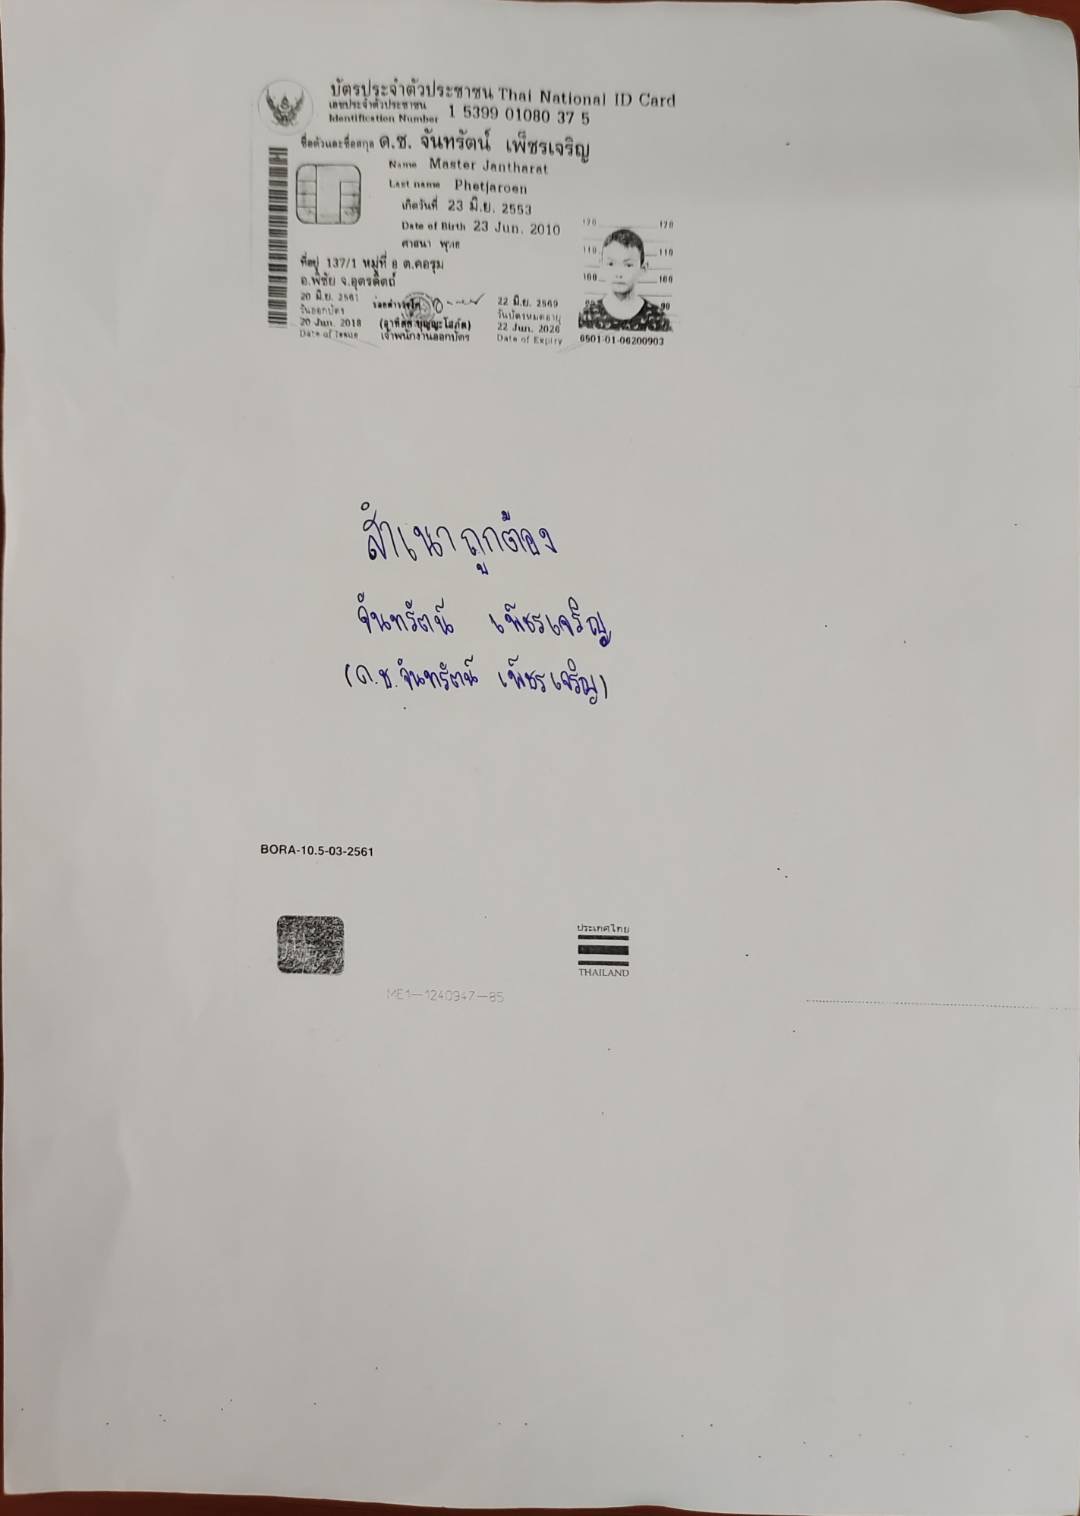 บัตรประจำตัวประชาชน Thai National ID Card
เลขประจำตัวประชาชน
Identification Number 1 5399 01080 37 5
ชื่อตัวและชื่อสกุล ด.ช. จันทรัตน์ เพ็ชรเจริญ
Name Master Jantharat
Last name Phetjaroen
เกิดวันที่ 23 มิ.ย. 2553
Date of Birth 23 Jun. 2010
ศาสนา พุทธ
ที่อยู่ 137/1 หมู่ที่ 8 ต.คอรุม
อ.พิชัย จ.อุตรดิตถ์
20 มิ.ย. 2561
วันออกบัตร
20 Jun. 2018
Date of Issue
เจ้าพนักงานออกบัตร
22 มิ.ย. 2569
วันบัตรหมดอายุ
22 Jun. 2026
Date of Expiry
120 120
110 110
100 100
90 90
สำเนาถูกต้อง
จันทรัตน์ เพ็ชรเจริญ
(ด.ช. จันทรัตน์ เพ็ชรเจริญ)
BORA-10.5-03-2561
ประเทศไทย
THAILAND
ME1-1240947-85